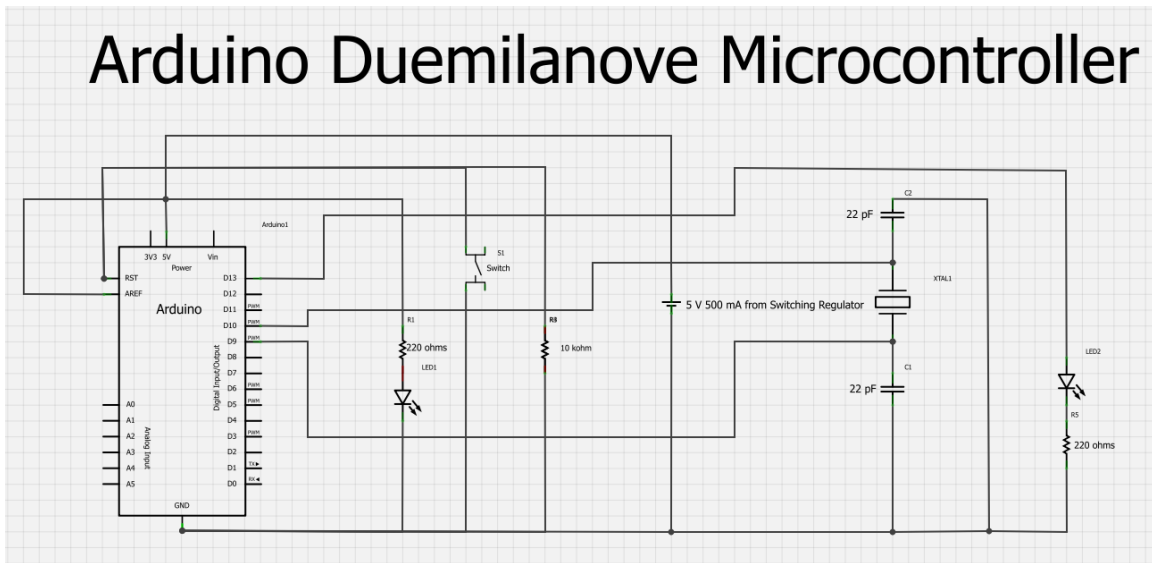 Arduino Duemilanove Microcontroller
Arduino1
3V3 5V Vin
Power
RST
AREF
Arduino
D13
D12
D11 PWM
D10 PWM
D9 PWM
D8
D7
D6 PWM
D5 PWM
D4
D3 PWM
D2
D1 TX
D0 RX
Digital Input/Output
A0
A1
A2
A3
A4
A5
Analog Input
GND
R1
220 ohms
LED1
S1
Switch
10 kohm
5 V 500 mA from Switching Regulator
C2
22 pF
XTAL1
C1
22 pF
LED2
R5
220 ohms